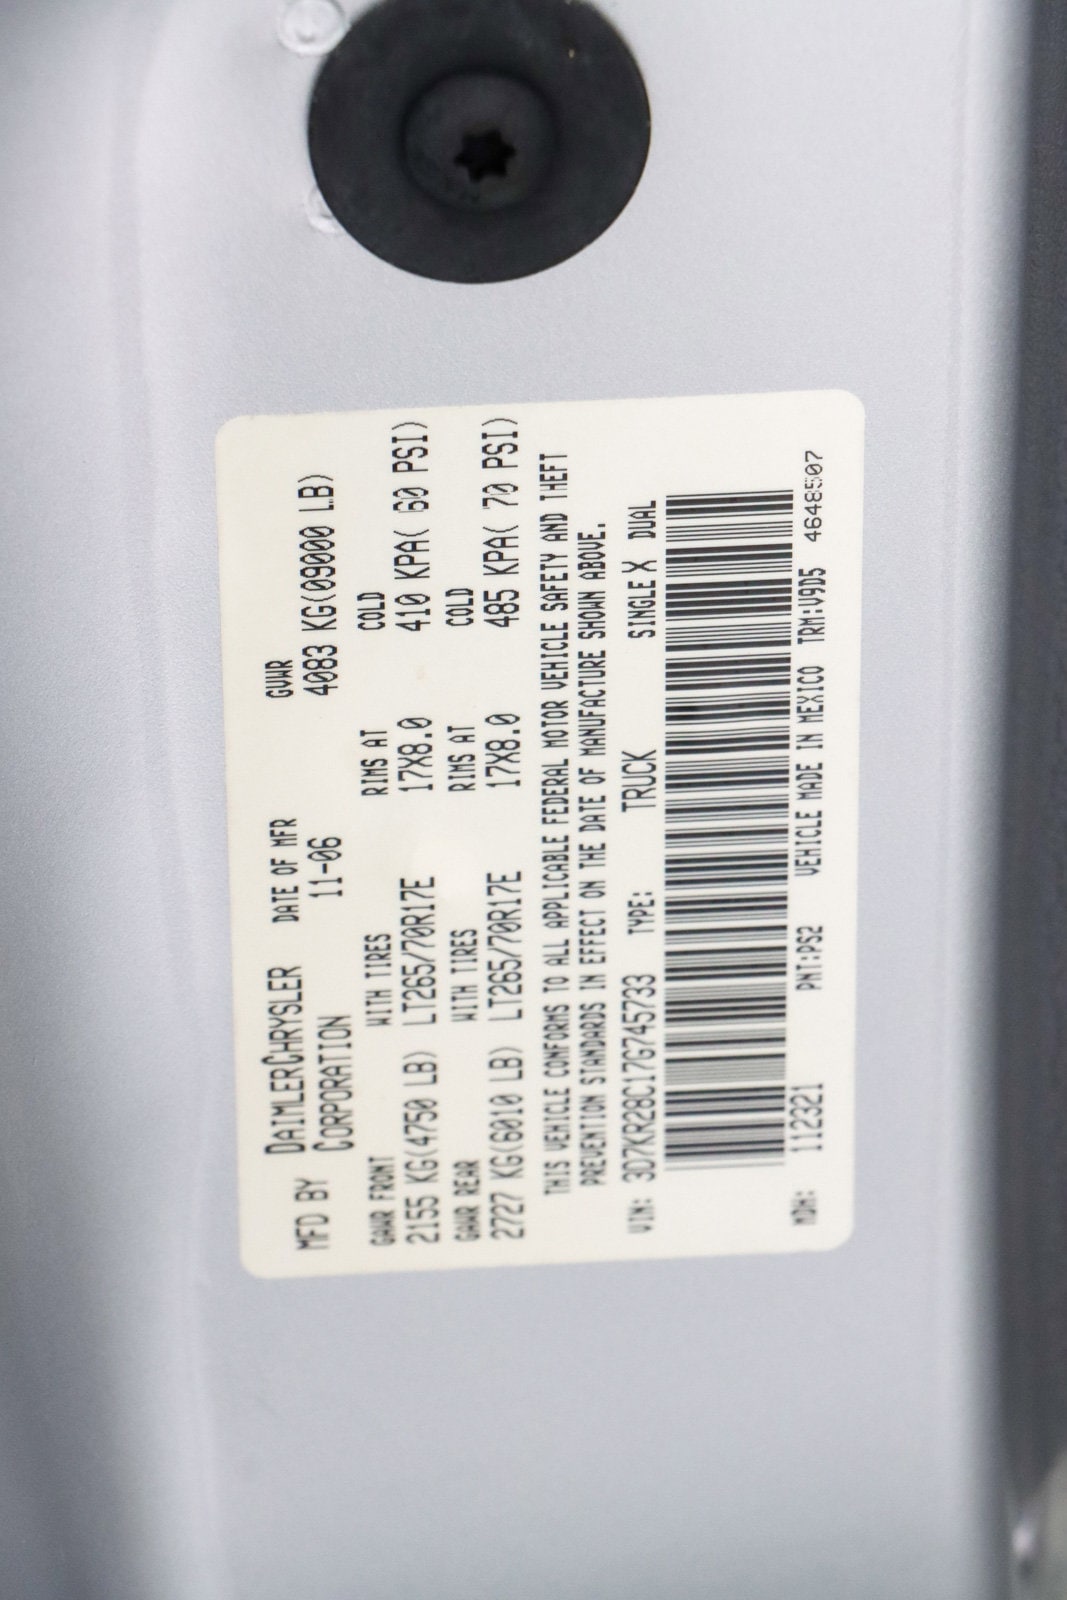 MFD BY DAIMLERCHRYSLER CORPORATION DATE OF MFR 11-06 GVWR 4083 KG(09000 LB)
GAWR FRONT WITH TIRES RIMS AT COLD
2155 KG(4750 LB) LT265/70R17E 17X8.0 410 KPA( 60 PSI)
GAWR REAR WITH TIRES RIMS AT COLD
2727 KG(6010 LB) LT265/70R17E 17X8.0 485 KPA( 70 PSI)
THIS VEHICLE CONFORMS TO ALL APPLICABLE FEDERAL MOTOR VEHICLE SAFETY AND THEFT
PREVENTION STANDARDS IN EFFECT ON THE DATE OF MANUFACTURE SHOWN ABOVE.
VIN: 3D7KR28C17G745733 TYPE: TRUCK SINGLE X DUAL
MDH: 112321 PNT:PS2 VEHICLE MADE IN MEXICO TRM:V9D5 4648507